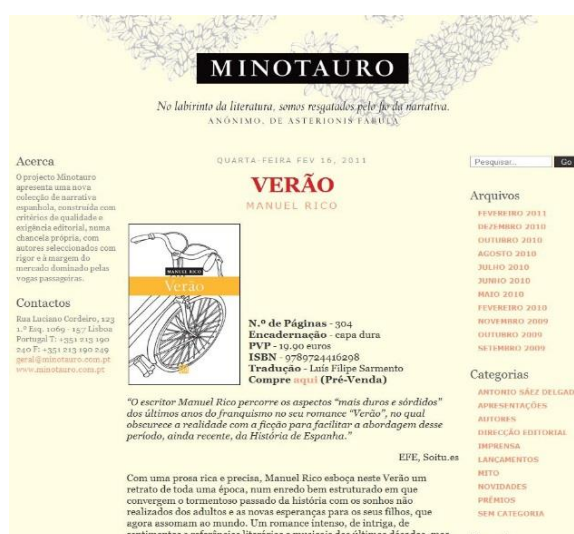 MINOTAURO
No labirinto da literatura, somos resgatados pelo fio da narrativa.
ANÓNIMO, DE ASTERIONIS FABULA
Acerca
O projecto Minotauro
apresenta uma nova
colecção de narrativa
espanhola, construída com
critérios de qualidade e
exigência editorial, numa
chancela própria, com
autores seleccionados com
rigor e à margem do
mercado dominado pelas
vogas passageiras.
Contactos
Rua Luciano Cordeiro, 123
1.º Esq. 1069 - 157 Lisboa
Portugal T: +351 213 190
240 F: +351 213 190 249
geral@minotauro.com.pt
www.minotauro.com.pt
QUARTA-FEIRA FEV 16, 2011
VERÃO
MANUEL RICO
MANUEL RICO
Verão
N.º de Páginas - 304
Encadernação - capa dura
PVP - 19.90 euros
ISBN - 9789724416298
Tradução - Luís Filipe Sarmento
Compre aqui (Pré-Venda)
"O escritor Manuel Rico percorre os aspectos "mais duros e sórdidos"
dos últimos anos do franquismo no seu romance "Verão", no qual
obscurece a realidade com a ficção para facilitar a abordagem desse
período, ainda recente, da História de Espanha."
EFE, Soitu.es
Com uma prosa rica e precisa, Manuel Rico esboça neste Verão um
retrato de toda uma época, num enredo bem estruturado em que
convergem o tormentoso passado da história com os sonhos não
realizados dos adultos e as novas esperanças para os seus filhos, que
agora assomam ao mundo. Um romance intenso, de intriga, de
sentimentos e referências literárias e musicais das últimas décadas, mas
Pesquisar...
Go
Arquivos
FEVEREIRO 2011
DEZEMBRO 2010
OUTUBRO 2010
AGOSTO 2010
JULHO 2010
JUNHO 2010
MAIO 2010
FEVEREIRO 2010
NOVEMBRO 2009
OUTUBRO 2009
SETEMBRO 2009
Categorias
ANTONIO SÁEZ DELGAD
APRESENTAÇÕES
AUTORES
DIRECÇÃO EDITORIAL
IMPRENSA
LANÇAMENTOS
MITO
NOVIDADES
PRÉMIOS
SEM CATEGORIA